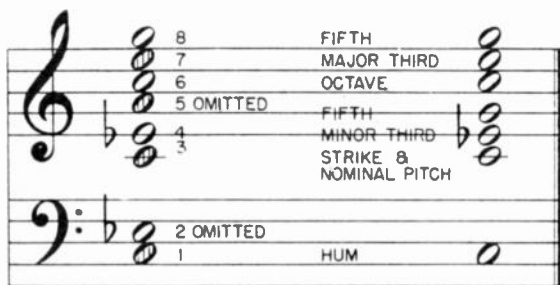 8 FIFTH
7 MAJOR THIRD
6 OCTAVE
5 OMITTED
FIFTH
4 MINOR THIRD
3 STRIKE &
NOMINAL PITCH
2 OMITTED
1 HUM